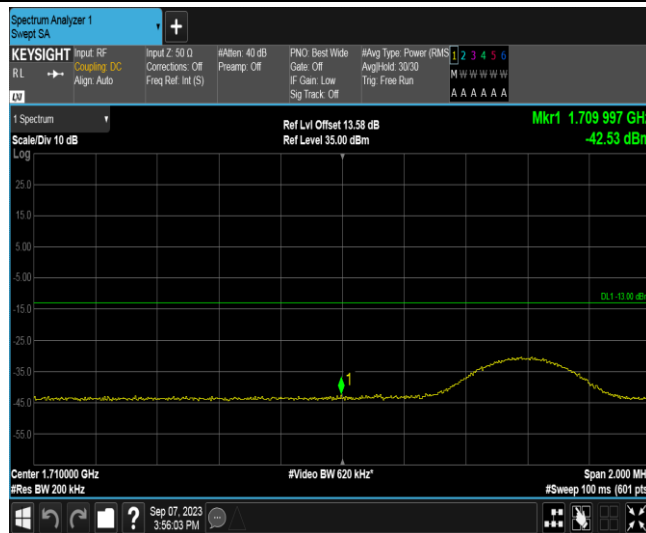 Spectrum Analyzer 1
Swept SA
+
KEYSIGHT
RL
Input: RF
Coupling: DC
Align: Auto
Input Z: 50 Ω
Corrections: Off
Freq Ref: Int (S)
#Atten: 40 dB
Preamp: Off
PNO: Best Wide
Gate: Off
IF Gain: Low
Sig Track: Off
#Avg Type: Power (RMS
Avg|Hold: 30/30
Trig: Free Run
1 2 3 4 5 6
M W W W W W
A A A A A A
1 Spectrum
Scale/Div 10 dB
Log
Ref Lvl Offset 13.58 dB
Ref Level 35.00 dBm
Mkr1 1.709 997 GHz
-42.53 dBm
25.0
15.0
5.00
-5.00
DL1 -13.00 dBm
-15.0
-25.0
-35.0
1
-45.0
-55.0
Center 1.710000 GHz
#Res BW 200 kHz
#Video BW 620 kHz*
Span 2.000 MH
#Sweep 100 ms (601 pts
?
Sep 07, 2023
3:56:03 PM